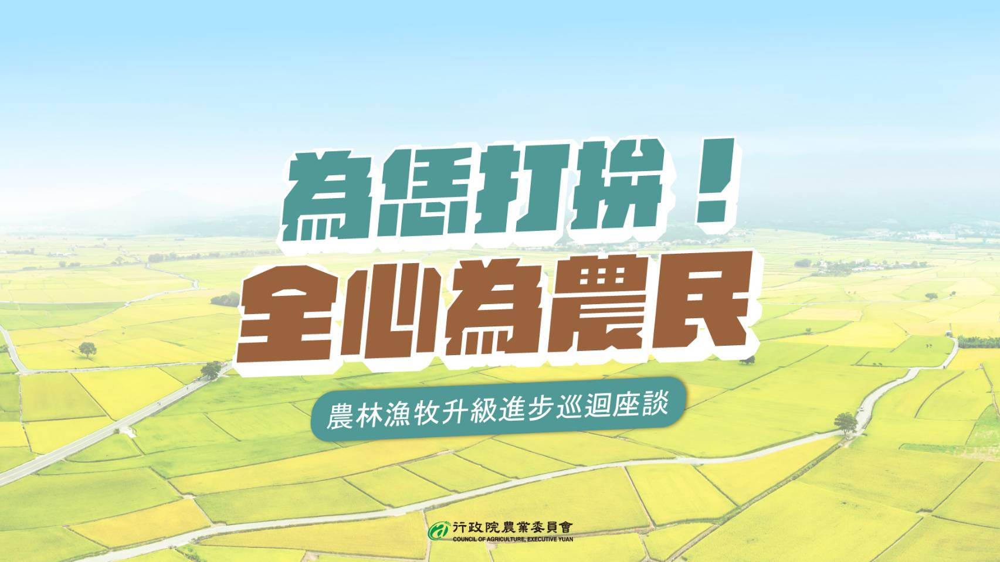 為恁打拚！
全心為農民
農林漁牧升級進步巡迴座談
行政院農業委員會
COUNCIL OF AGRICULTURE, EXECUTIVE YUAN